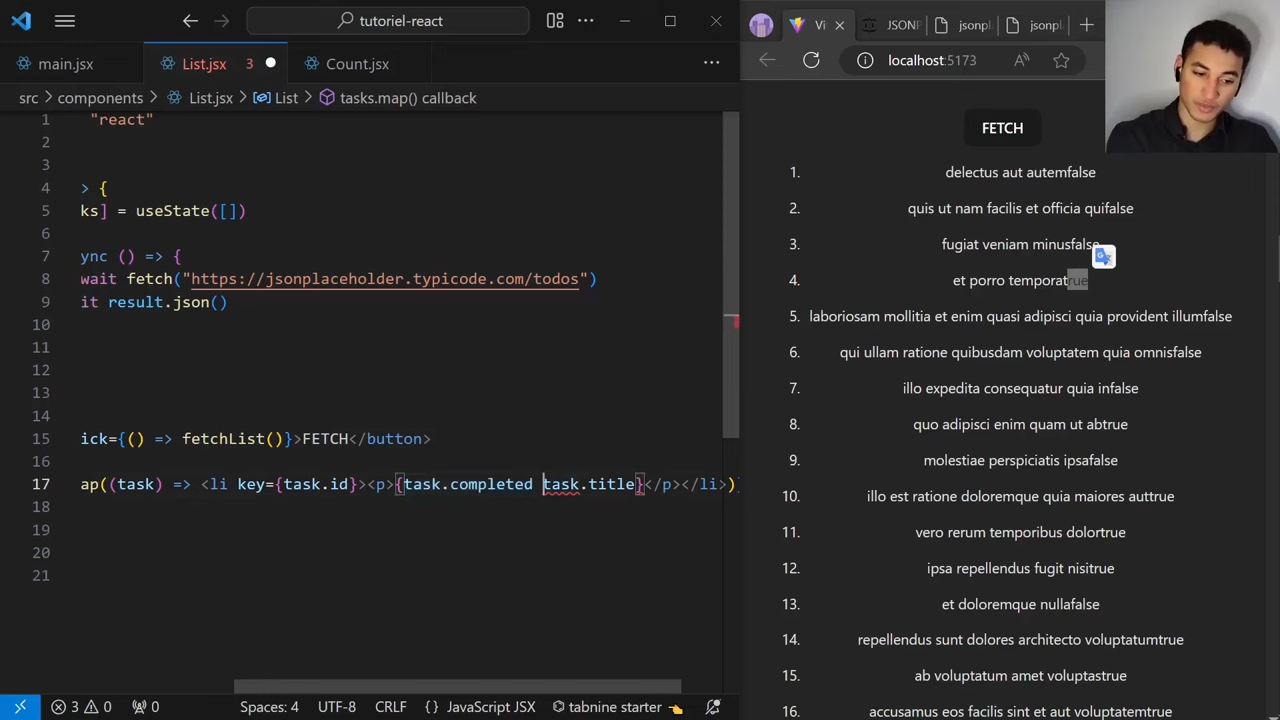 tutoriel-react
main.jsx
List.jsx 3
Count.jsx
src > components > List.jsx > List > tasks.map() callback
1 "react"
2
3
4 > {
5 ks] = useState([])
6
7 ync () => {
8 wait fetch("https://jsonplaceholder.typicode.com/todos")
9 it result.json()
10
11
12
13
14
15 ick={() => fetchList()}>FETCH</button>
16
17 ap((task) => <li key={task.id}><p>{task.completed task.title}</p></li>)
18
19
20
21
3 0 0
Spaces: 4 UTF-8 CRLF {} JavaScript JSX tabnine starter
Vi
JSON
jsonpl
jsonpl
localhost:5173
FETCH
1. delectus aut autemfalse
2. quis ut nam facilis et officia quifalse
3. fugiat veniam minusfalse
4. et porro temporatrue
5. laboriosam mollitia et enim quasi adipisci quia provident illumfalse
6. qui ullam ratione quibusdam voluptatem quia omnisfalse
7. illo expedita consequatur quia infalse
8. quo adipisci enim quam ut abtrue
9. molestiae perspiciatis ipsafalse
10. illo est ratione doloremque quia maiores auttrue
11. vero rerum temporibus dolortrue
12. ipsa repellendus fugit nisitrue
13. et doloremque nullafalse
14. repellendus sunt dolores architecto voluptatumtrue
15. ab voluptatum amet voluptastrue
16. accusamus eos facilis sint et aut voluptatemtrue